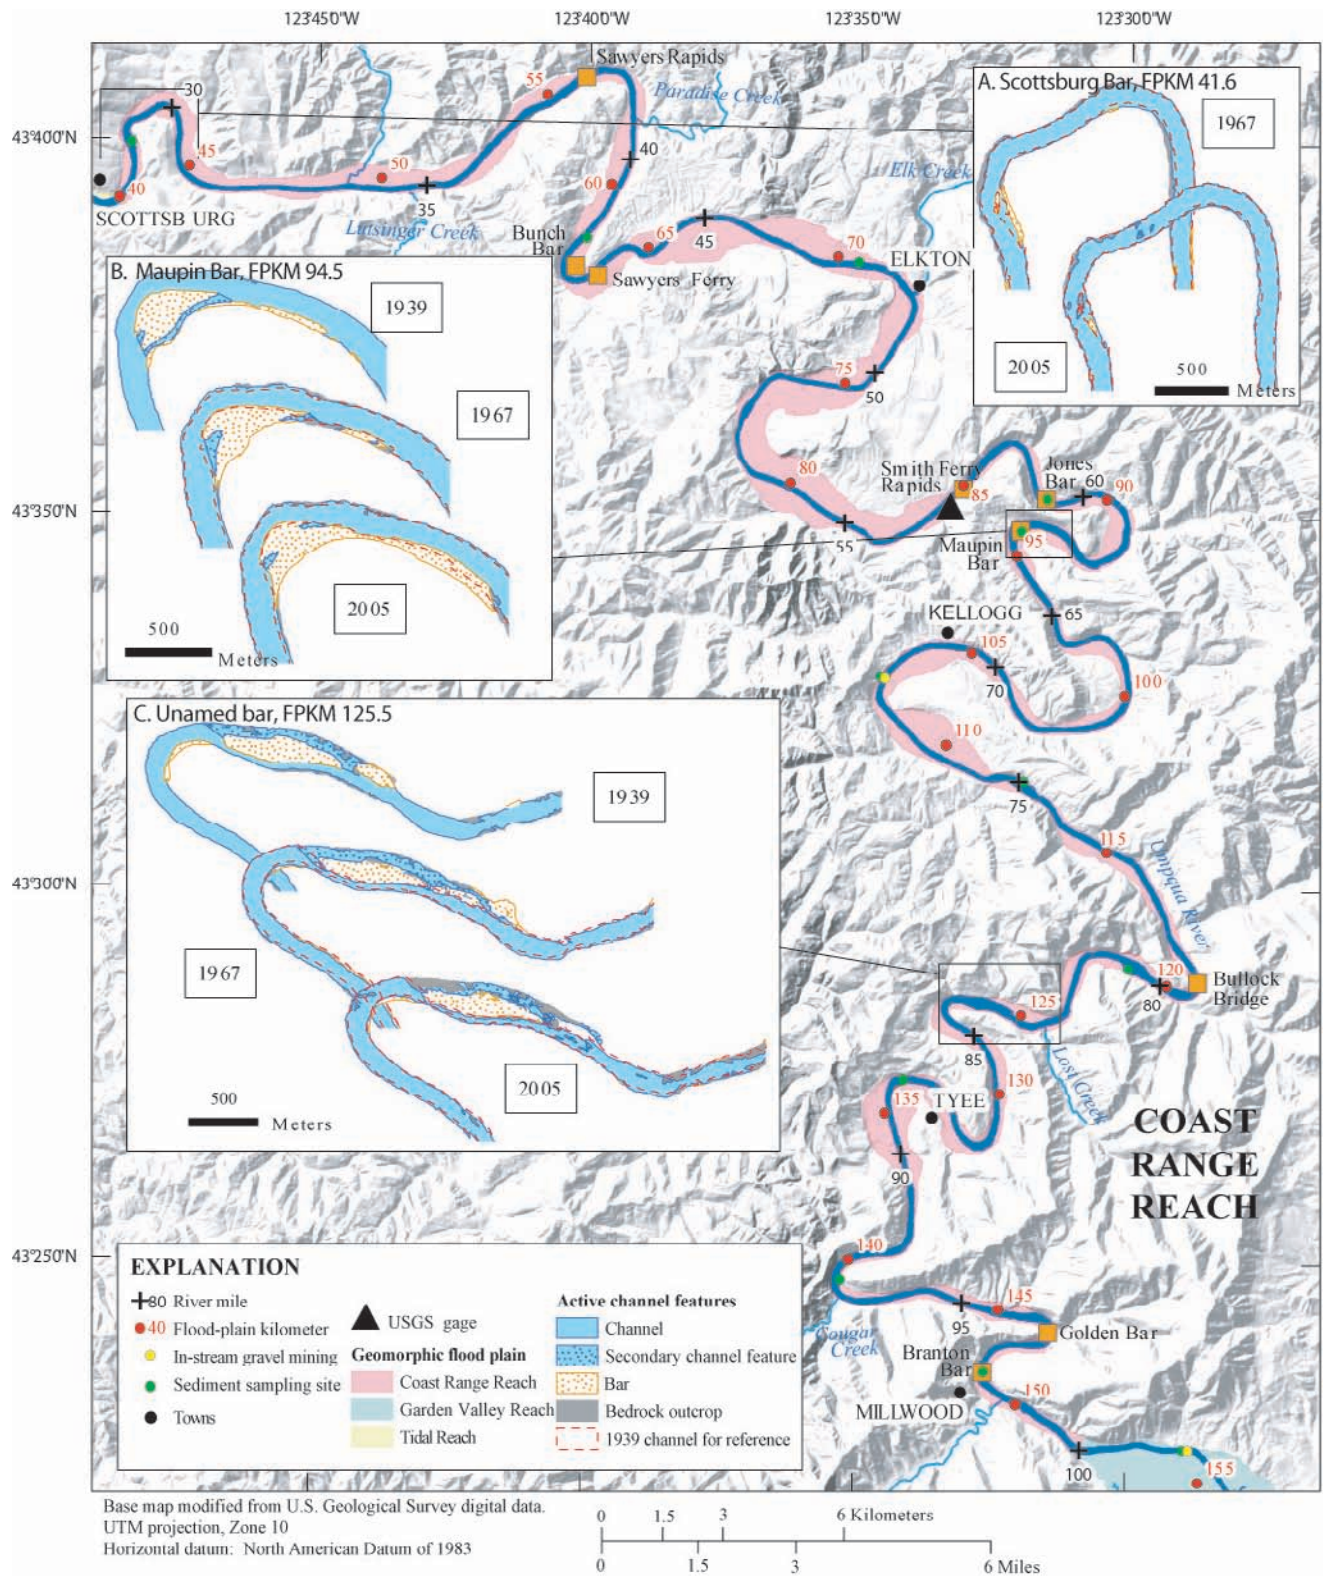 123°45'0"W
123°40'0"W
123°35'0"W
123°30'0"W
Sawyers Rapids
55
30
Paradise Creek
A. Scottsburg Bar, FPKM 41.6
1967
43°40'0"N
45
50
40
Elk Creek
40
60
SCOTTSB URG
35
Lutsinger Creek
Bunch
Bar
65
45
70
ELKTON
Sawyers Ferry
B. Maupin Bar, FPKM 94.5
1939
2005
500
Meters
75
50
1967
80
Smith Ferry
Rapids
85
Jones
Bar
60
90
43°35'0"N
55
Maupin
Bar
95
2005
500
Meters
KELLOGG
65
105
70
100
C. Unamed bar, FPKM 125.5
110
1939
75
115
Umpqua River
43°30'0"N
1967
120
80
Bullock
Bridge
125
85
Lost Creek
130
2005
500
Meters
135
TYEE
COAST
RANGE
REACH
90
43°25'0"N
140
145
95
Golden Bar
Cougar
Creek
Branton
Bar
MILLWOOD
150
100
155
EXPLANATION
80 River mile
40 Flood-plain kilometer
In-stream gravel mining
Sediment sampling site
Towns
USGS gage
Geomorphic flood plain
Coast Range Reach
Garden Valley Reach
Tidal Reach
Active channel features
Channel
Secondary channel feature
Bar
Bedrock outcrop
1939 channel for reference
Base map modified from U.S. Geological Survey digital data.
UTM projection, Zone 10
Horizontal datum: North American Datum of 1983
0 1.5 3 6 Kilometers
0 1.5 3 6 Miles